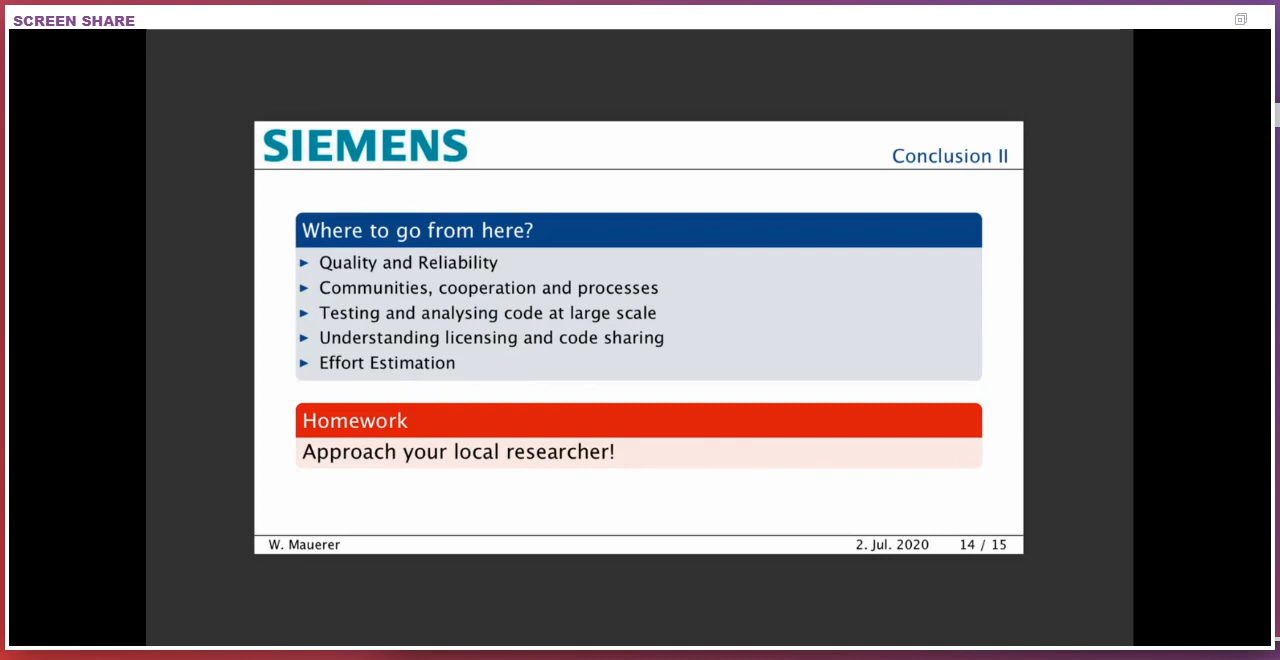 SCREEN SHARE
SIEMENS
Conclusion II
Where to go from here?
► Quality and Reliability
► Communities, cooperation and processes
► Testing and analysing code at large scale
► Understanding licensing and code sharing
► Effort Estimation
Homework
Approach your local researcher!
W. Mauerer 2. Jul. 2020 14 / 15